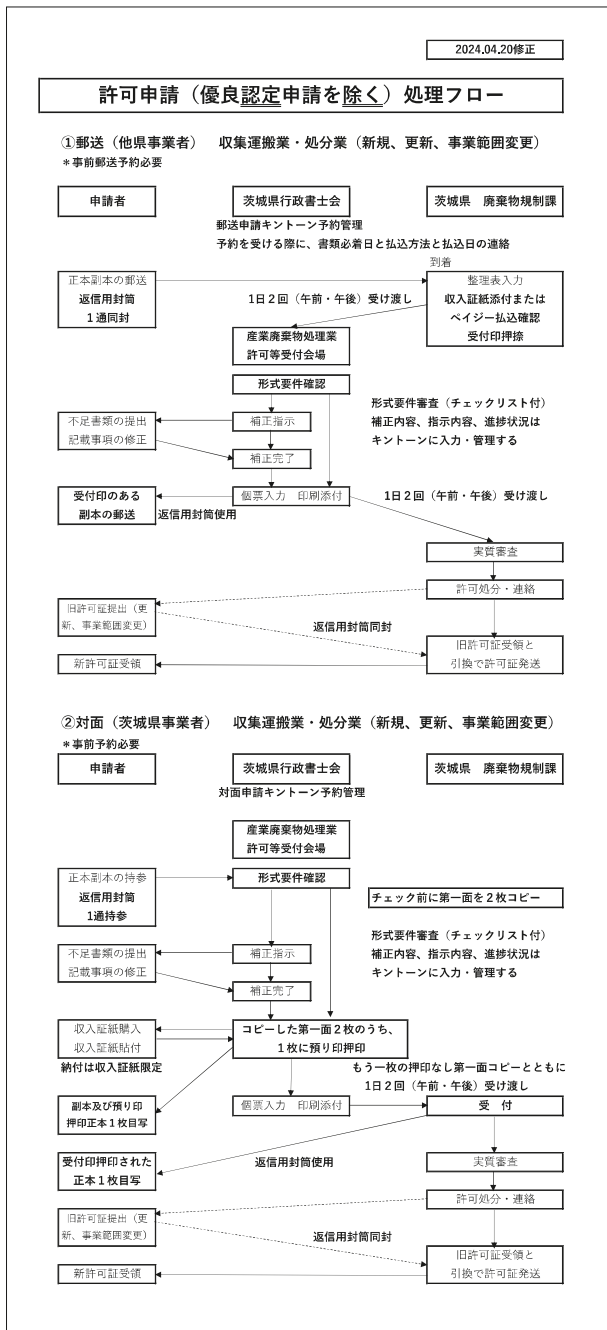 2024.04.20修正
許可申請（優良認定申請を除く）処理フロー
①郵送（他県事業者）　収集運搬業・処分業（新規、更新、事業範囲変更）
＊事前郵送予約必要
申請者
茨城県行政書士会
茨城県　廃棄物規制課
郵送申請キントーン予約管理
予約を受ける際に、書類必着日と払込方法と払込日の連絡
到着
正本副本の郵送
返信用封筒
１通同封
整理表入力
収入証紙添付または
ペイジー払込確認
受付印押捺
1日２回（午前・午後）受け渡し
産業廃棄物処理業
許可等受付会場
形式要件確認
形式要件審査（チェックリスト付）
補正内容、指示内容、進捗状況は
キントーンに入力・管理する
不足書類の提出
記載事項の修正
補正指示
補正完了
受付印のある
副本の郵送
返信用封筒使用
個票入力　印刷添付
1日２回（午前・午後）受け渡し
実質審査
許可処分・連絡
旧許可証提出（更
新、事業範囲変更）
返信用封筒同封
旧許可証受領と
引換で許可証発送
新許可証受領
②対面（茨城県事業者）　収集運搬業・処分業（新規、更新、事業範囲変更）
＊事前予約必要
申請者
茨城県行政書士会
茨城県　廃棄物規制課
対面申請キントーン予約管理
産業廃棄物処理業
許可等受付会場
正本副本の持参
返信用封筒
1通持参
形式要件確認
チェック前に第一面を２枚コピー
形式要件審査（チェックリスト付）
補正内容、指示内容、進捗状況は
キントーンに入力・管理する
不足書類の提出
記載事項の修正
補正指示
補正完了
収入証紙購入
収入証紙貼付
納付は収入証紙限定
コピーした第一面２枚のうち、
１枚に預り印押印
もう一枚の押印なし第一面コピーとともに
1日２回（午前・午後）受け渡し
副本及び預り印
押印正本１枚目写
個票入力　印刷添付
受　付
受付印押印された
正本１枚目写
返信用封筒使用
実質審査
許可処分・連絡
旧許可証提出（更
新、事業範囲変更）
返信用封筒同封
旧許可証受領と
引換で許可証発送
新許可証受領